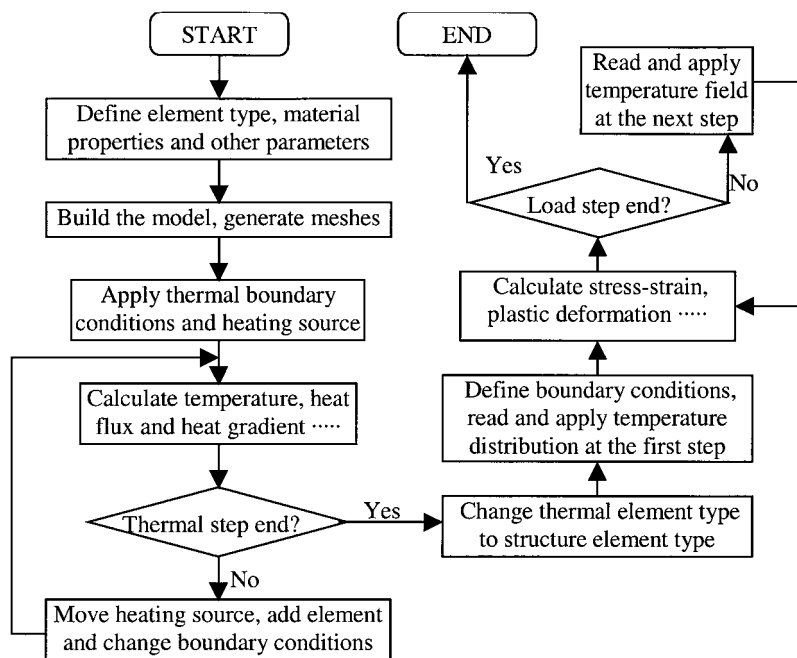 START
Define element type, material
properties and other parameters
Build the model, generate meshes
Apply thermal boundary
conditions and heating source
Calculate temperature, heat
flux and heat gradient ·····
Thermal step end?
Yes
No
Move heating source, add element
and change boundary conditions
Change thermal element type
to structure element type
Define boundary conditions,
read and apply temperature
distribution at the first step
Calculate stress-strain,
plastic deformation ·····
Load step end?
Yes
No
Read and apply
temperature field
at the next step
END